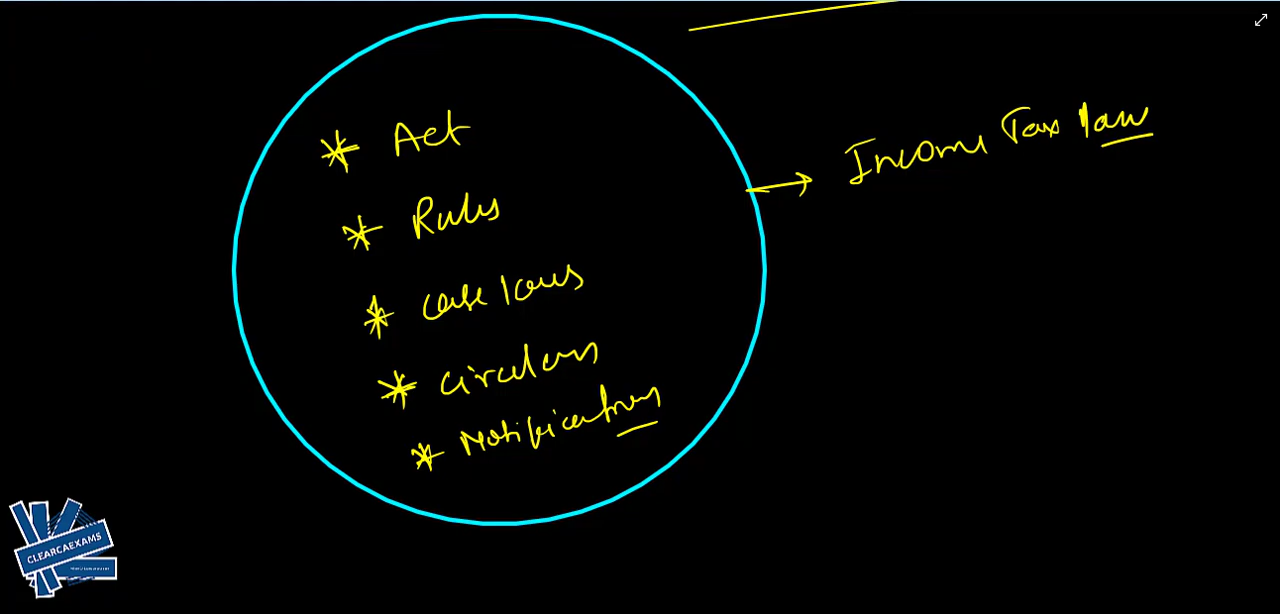 * Act
* Rules
* Case laws
* Circulars
* Notifications
Income Tax law
CLEARCAEXAMS